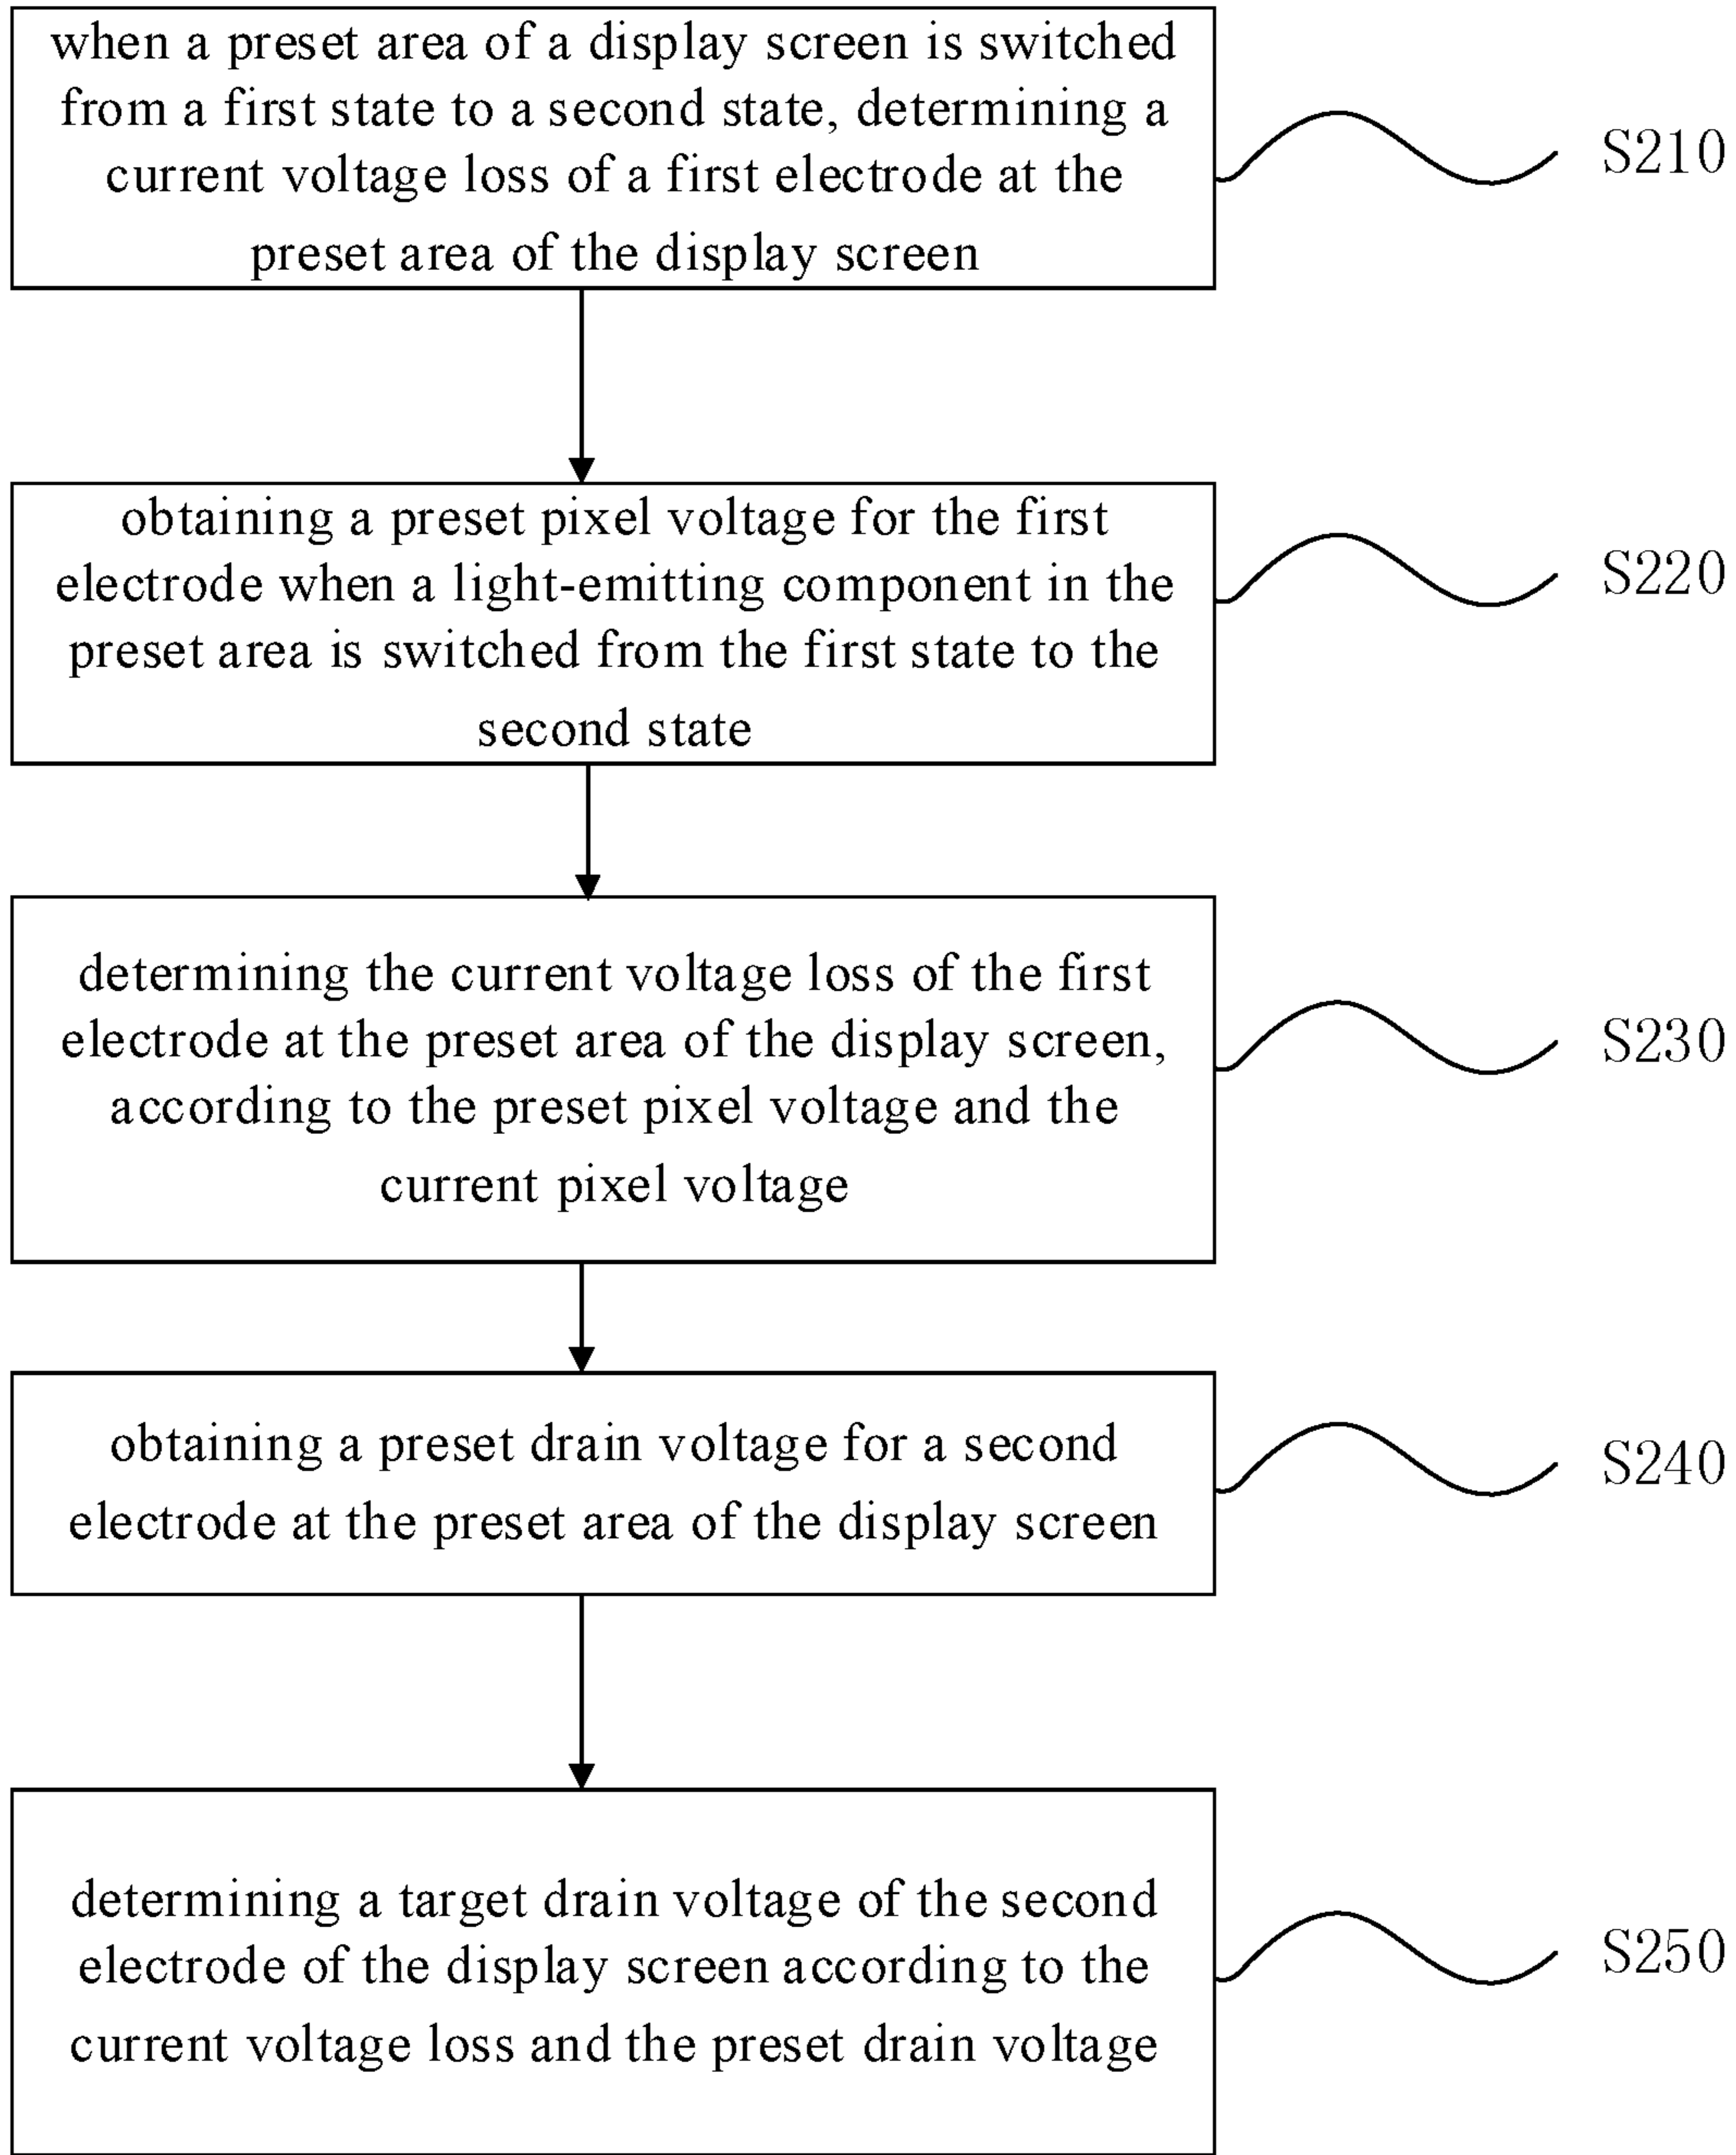 when a preset area of a display screen is switched
from a first state to a second state, determining a
current voltage loss of a first electrode at the
preset area of the display screen
S210
obtaining a preset pixel voltage for the first
electrode when a light-emitting component in the
preset area is switched from the first state to the
second state
S220
determining the current voltage loss of the first
electrode at the preset area of the display screen,
according to the preset pixel voltage and the
current pixel voltage
S230
obtaining a preset drain voltage for a second
electrode at the preset area of the display screen
S240
determining a target drain voltage of the second
electrode of the display screen according to the
current voltage loss and the preset drain voltage
S250